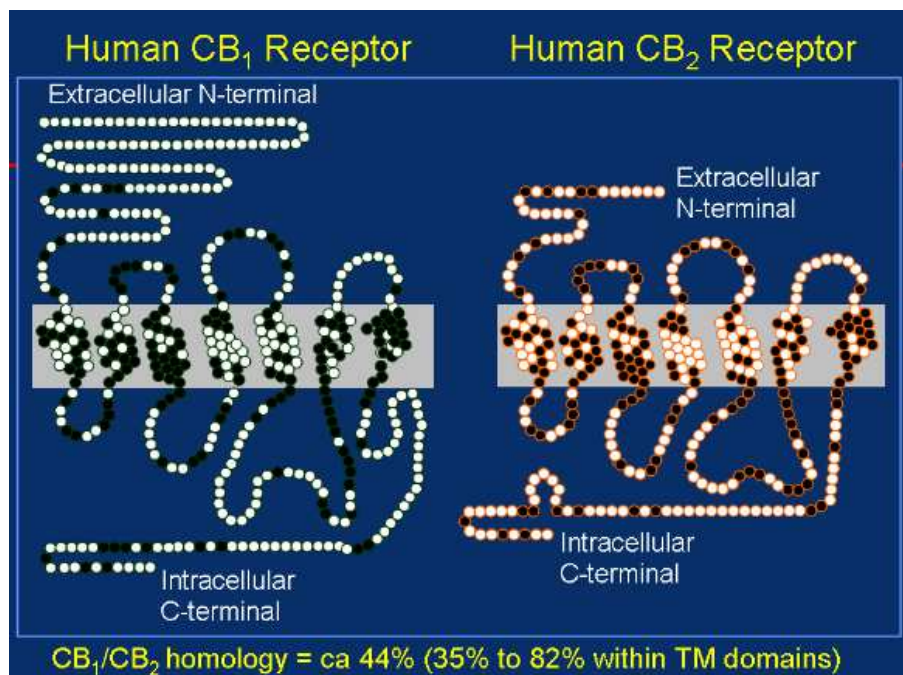 Human CB₁ Receptor
Human CB₂ Receptor
Extracellular N-terminal
Extracellular
N-terminal
Intracellular
C-terminal
Intracellular
C-terminal
CB₁/CB₂ homology = ca 44% (35% to 82% within TM domains)